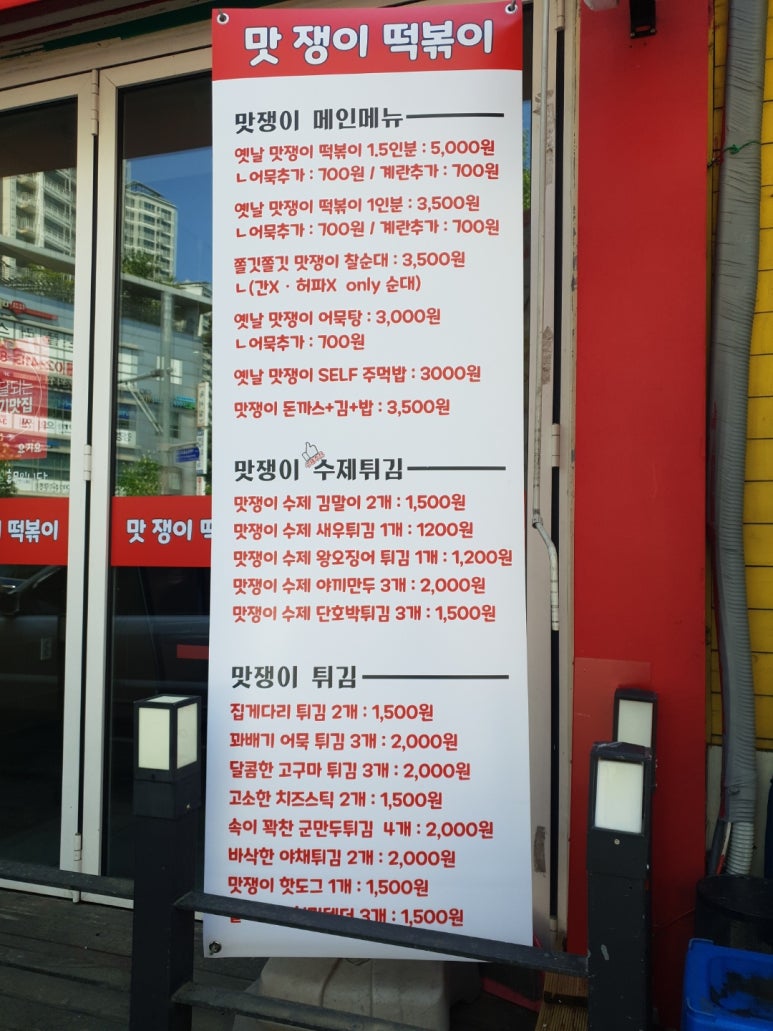 맛 쟁이 떡볶이
맛쟁이 메인메뉴
옛날 맛쟁이 떡볶이 1.5인분 : 5,000원
ㄴ어묵추가 : 700원 / 계란추가 : 700원
옛날 맛쟁이 떡볶이 1인분 : 3,500원
ㄴ어묵추가 : 700원 / 계란추가 : 700원
쫄깃쫄깃 맛쟁이 찰순대 : 3,500원
ㄴ(간X · 허파X only 순대)
옛날 맛쟁이 어묵탕 : 3,000원
ㄴ어묵추가 : 700원
옛날 맛쟁이 SELF 주먹밥 : 3000원
맛쟁이 돈까스+김+밥 : 3,500원
맛쟁이 수제튀김
맛쟁이 수제 김말이 2개 : 1,500원
맛쟁이 수제 새우튀김 1개 : 1200원
맛쟁이 수제 왕오징어 튀김 1개 : 1,200원
맛쟁이 수제 야끼만두 3개 : 2,000원
맛쟁이 수제 단호박튀김 3개 : 1,500원
맛쟁이 튀김
집게다리 튀김 2개 : 1,500원
꽈배기 어묵 튀김 3개 : 2,000원
달콤한 고구마 튀김 3개 : 2,000원
고소한 치즈스틱 2개 : 1,500원
속이 꽉찬 군만두튀김 4개 : 2,000원
바삭한 야채튀김 2개 : 2,000원
맛쟁이 핫도그 1개 : 1,500원
3개 : 1,500원
떡볶이
맛 쟁이